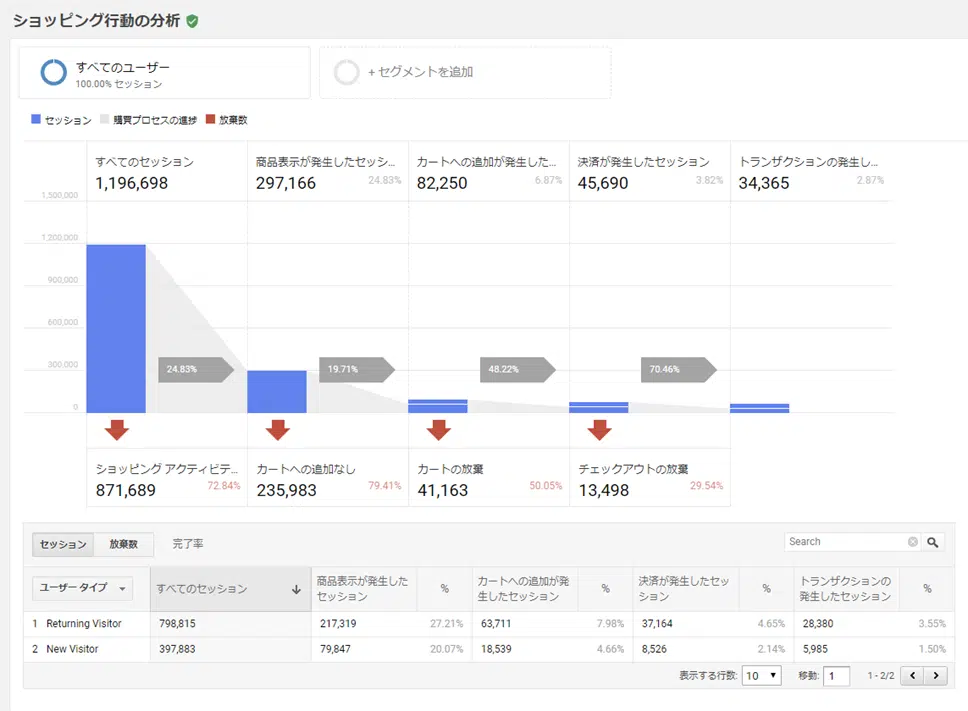 ショッピング行動の分析
すべてのユーザー
100.00% セッション
+ セグメントを追加
セッション 購買プロセスの進捗 放棄数
すべてのセッション 商品表示が発生したセッシ... カートへの追加が発生した... 決済が発生したセッション トランザクションの発生し...
1,196,698 297,166 24.83% 82,250 6.87% 45,690 3.82% 34,365 2.87%
1,500,000
1,200,000
900,000
600,000
300,000
24.83% 19.71% 48.22% 70.46%
0
ショッピング アクティビテ... カートへの追加なし カートの放棄 チェックアウトの放棄
871,689 72.84% 235,983 79.41% 41,163 50.05% 13,498 29.54%
セッション 放棄数 完了率 Search
ユーザー タイプ すべてのセッション 商品表示が発生した % カートへの追加が発 % 決済が発生したセッ % トランザクションの %
セッション 生したセッション ション 発生したセッション
1 Returning Visitor 798,815 217,319 27.21% 63,711 7.98% 37,164 4.65% 28,380 3.55%
2 New Visitor 397,883 79,847 20.07% 18,539 4.66% 8,526 2.14% 5,985 1.50%
表示する行数: 10 移動: 1 1 - 2/2